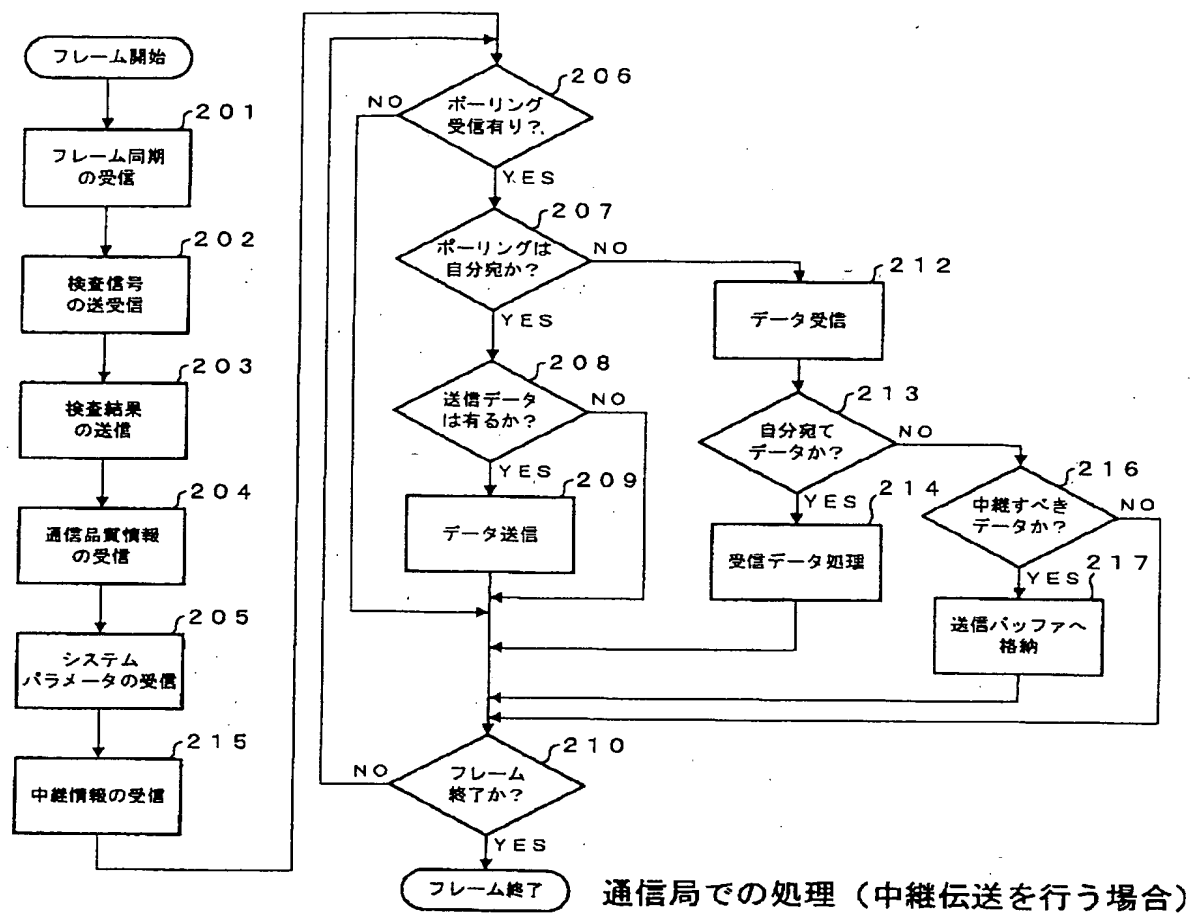 フレーム開始
201
フレーム同期
の受信
202
検査信号
の送受信
203
検査結果
の送信
204
通信品質情報
の受信
205
システム
パラメータの受信
215
中継情報の受信
206
ポーリング
受信有り?
NO
YES
207
ポーリングは
自分宛か?
NO
YES
208
送信データ
は有るか?
NO
YES
209
データ送信
212
データ受信
213
自分宛て
データか?
NO
YES
214
受信データ処理
216
中継すべき
データか?
NO
YES
217
送信バッファへ
格納
210
フレーム
終了か?
NO
YES
フレーム終了
通信局での処理(中継伝送を行う場合)